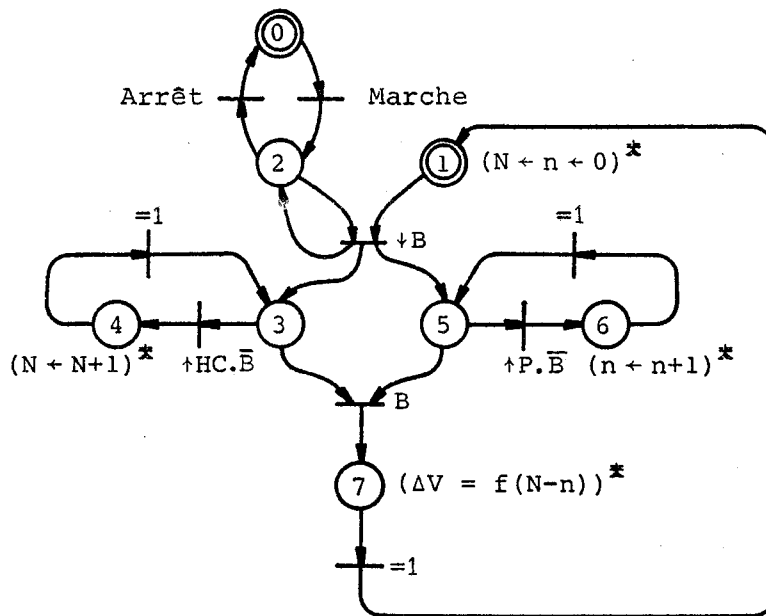 0
Arrêt Marche
2 1 (N ← n ← 0)*
=1 ↓B =1
4 3 5 6
(N ← N+1)* ↑HC.B̅ ↑P.B̅ (n ← n+1)*
B
7 (ΔV = f(N-n))*
=1